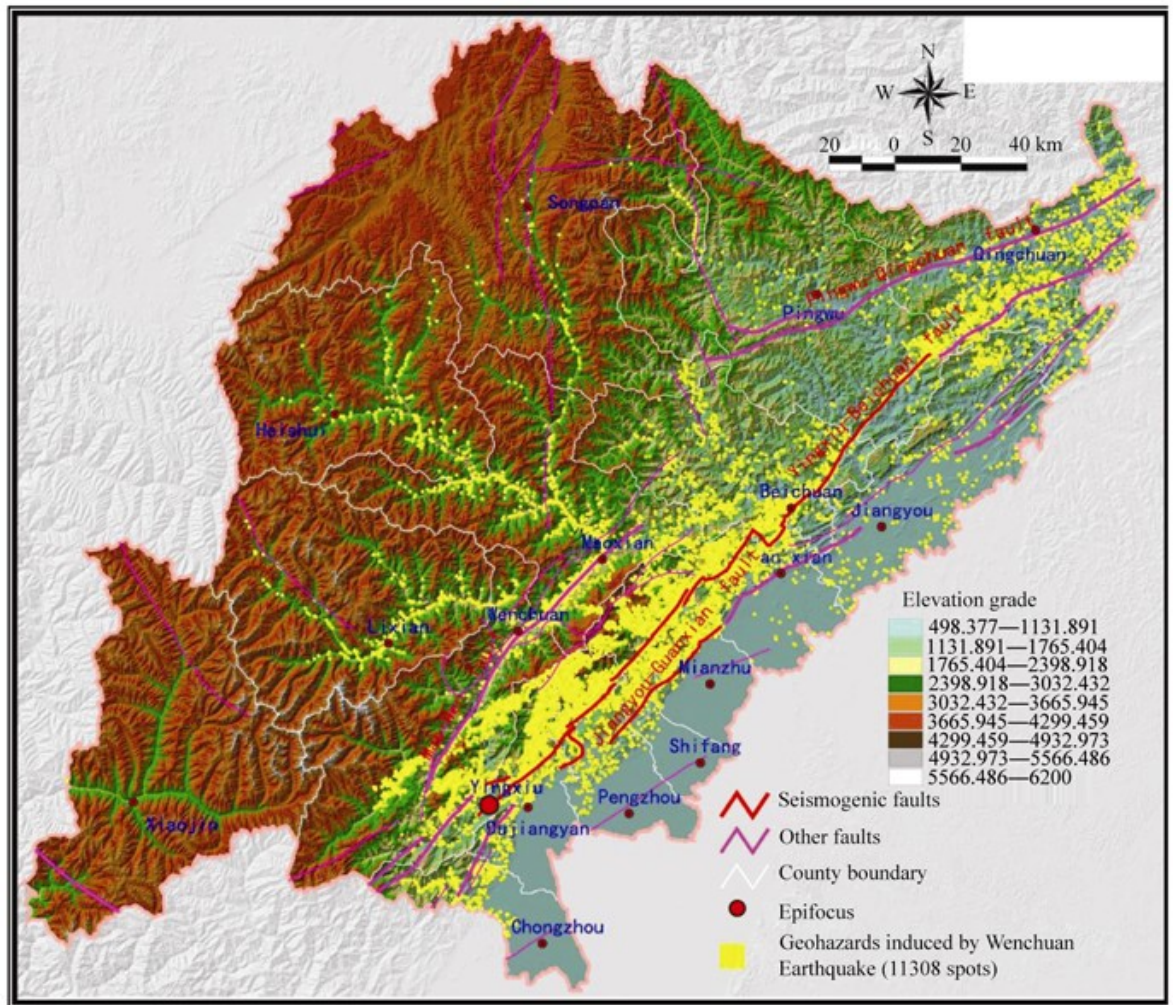 N
W E
S
20 0 20 40 km
Songpan
Qingchuan fault
Qingchuan
Pingwu
Yingxiu-Beichuan fault
Heishui
Beichuan
Jiangyou
Maoxian
an xian
Wenchuan
Lixian
Jiangyou-Guanxian fault
Mianzhu
Shifang
Yingxiu
Pengzhou
Dujiangyan
Xiaojin
Chongzhou
Elevation grade
498.377—1131.891
1131.891—1765.404
1765.404—2398.918
2398.918—3032.432
3032.432—3665.945
3665.945—4299.459
4299.459—4932.973
4932.973—5566.486
5566.486—6200
Seismogenic faults
Other faults
County boundary
Epifocus
Geohazards induced by Wenchuan
Earthquake (11308 spots)